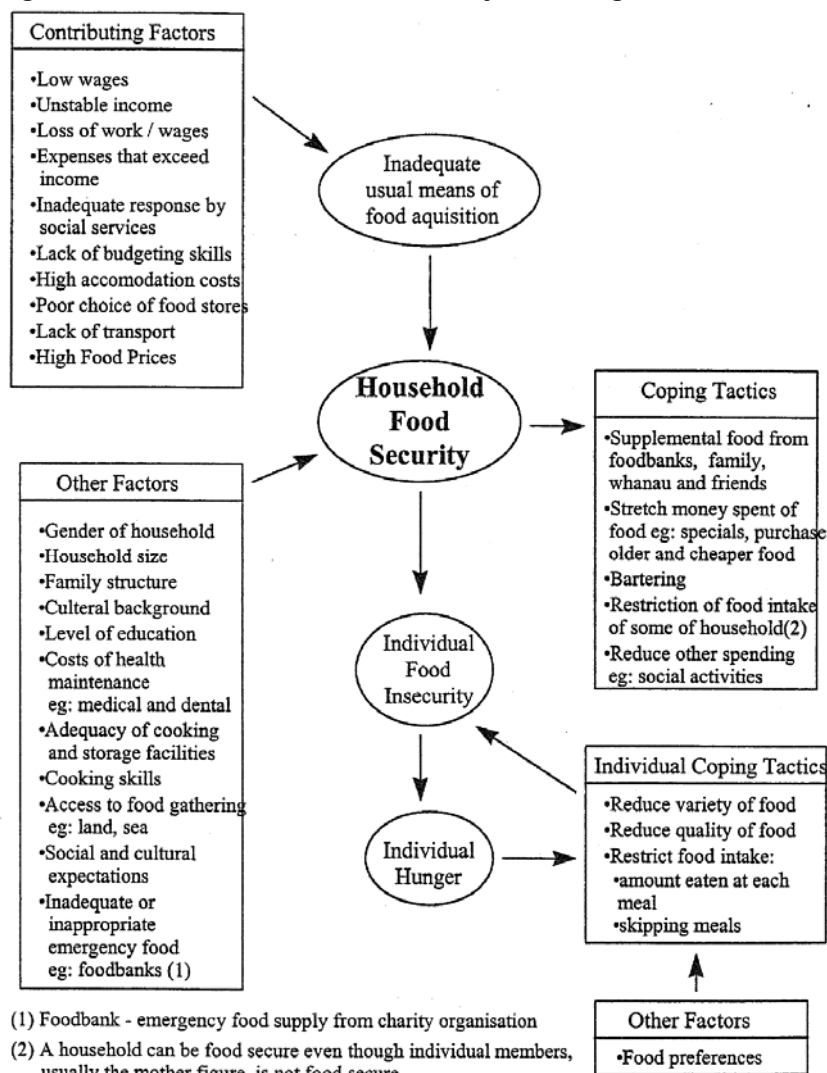 Contributing Factors
•Low wages
•Unstable income
•Loss of work / wages
•Expenses that exceed
income
•Inadequate response by
social services
•Lack of budgeting skills
•High accomodation costs
•Poor choice of food stores
•Lack of transport
•High Food Prices
Inadequate
usual means of
food aquisition
Household
Food
Security
Coping Tactics
•Supplemental food from
foodbanks, family,
whanau and friends
•Stretch money spent of
food eg: specials, purchase
older and cheaper food
•Bartering
•Restriction of food intake
of some of household(2)
•Reduce other spending
eg: social activities
Other Factors
•Gender of household
•Household size
•Family structure
•Culteral background
•Level of education
•Costs of health
maintenance
eg: medical and dental
•Adequacy of cooking
and storage facilities
•Cooking skills
•Access to food gathering
eg: land, sea
•Social and cultural
expectations
•Inadequate or
inappropriate
emergency food
eg: foodbanks (1)
Individual
Food
Insecurity
Individual
Hunger
Individual Coping Tactics
•Reduce variety of food
•Reduce quality of food
•Restrict food intake:
•amount eaten at each
meal
•skipping meals
Other Factors
•Food preferences
(1) Foodbank - emergency food supply from charity organisation
(2) A household can be food secure even though individual members,
usually the mother figure, is not food secure